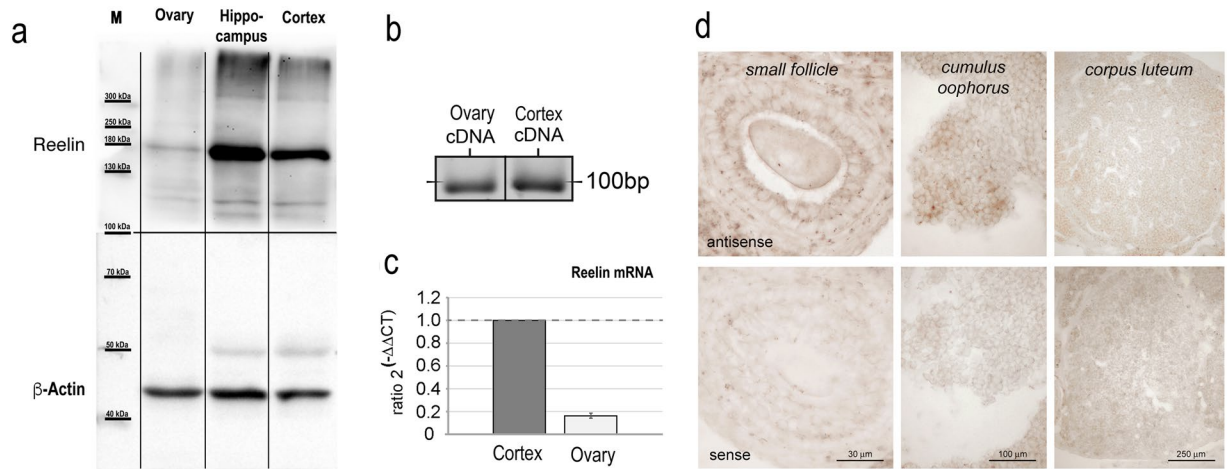 a
M
Ovary
Hippo-
campus
Cortex
300 kDa
250 kDa
180 kDa
130 kDa
100 kDa
70 kDa
50 kDa
40 kDa
Reelin
β-Actin
b
Ovary
cDNA
Cortex
cDNA
100bp
c
Reelin mRNA
ratio 2^(-ΔΔCT)
1.2
1.0
0.8
0.6
0.4
0.2
0
Cortex
Ovary
d
small follicle
cumulus
oophorus
corpus luteum
antisense
sense
30 µm
100 µm
250 µm